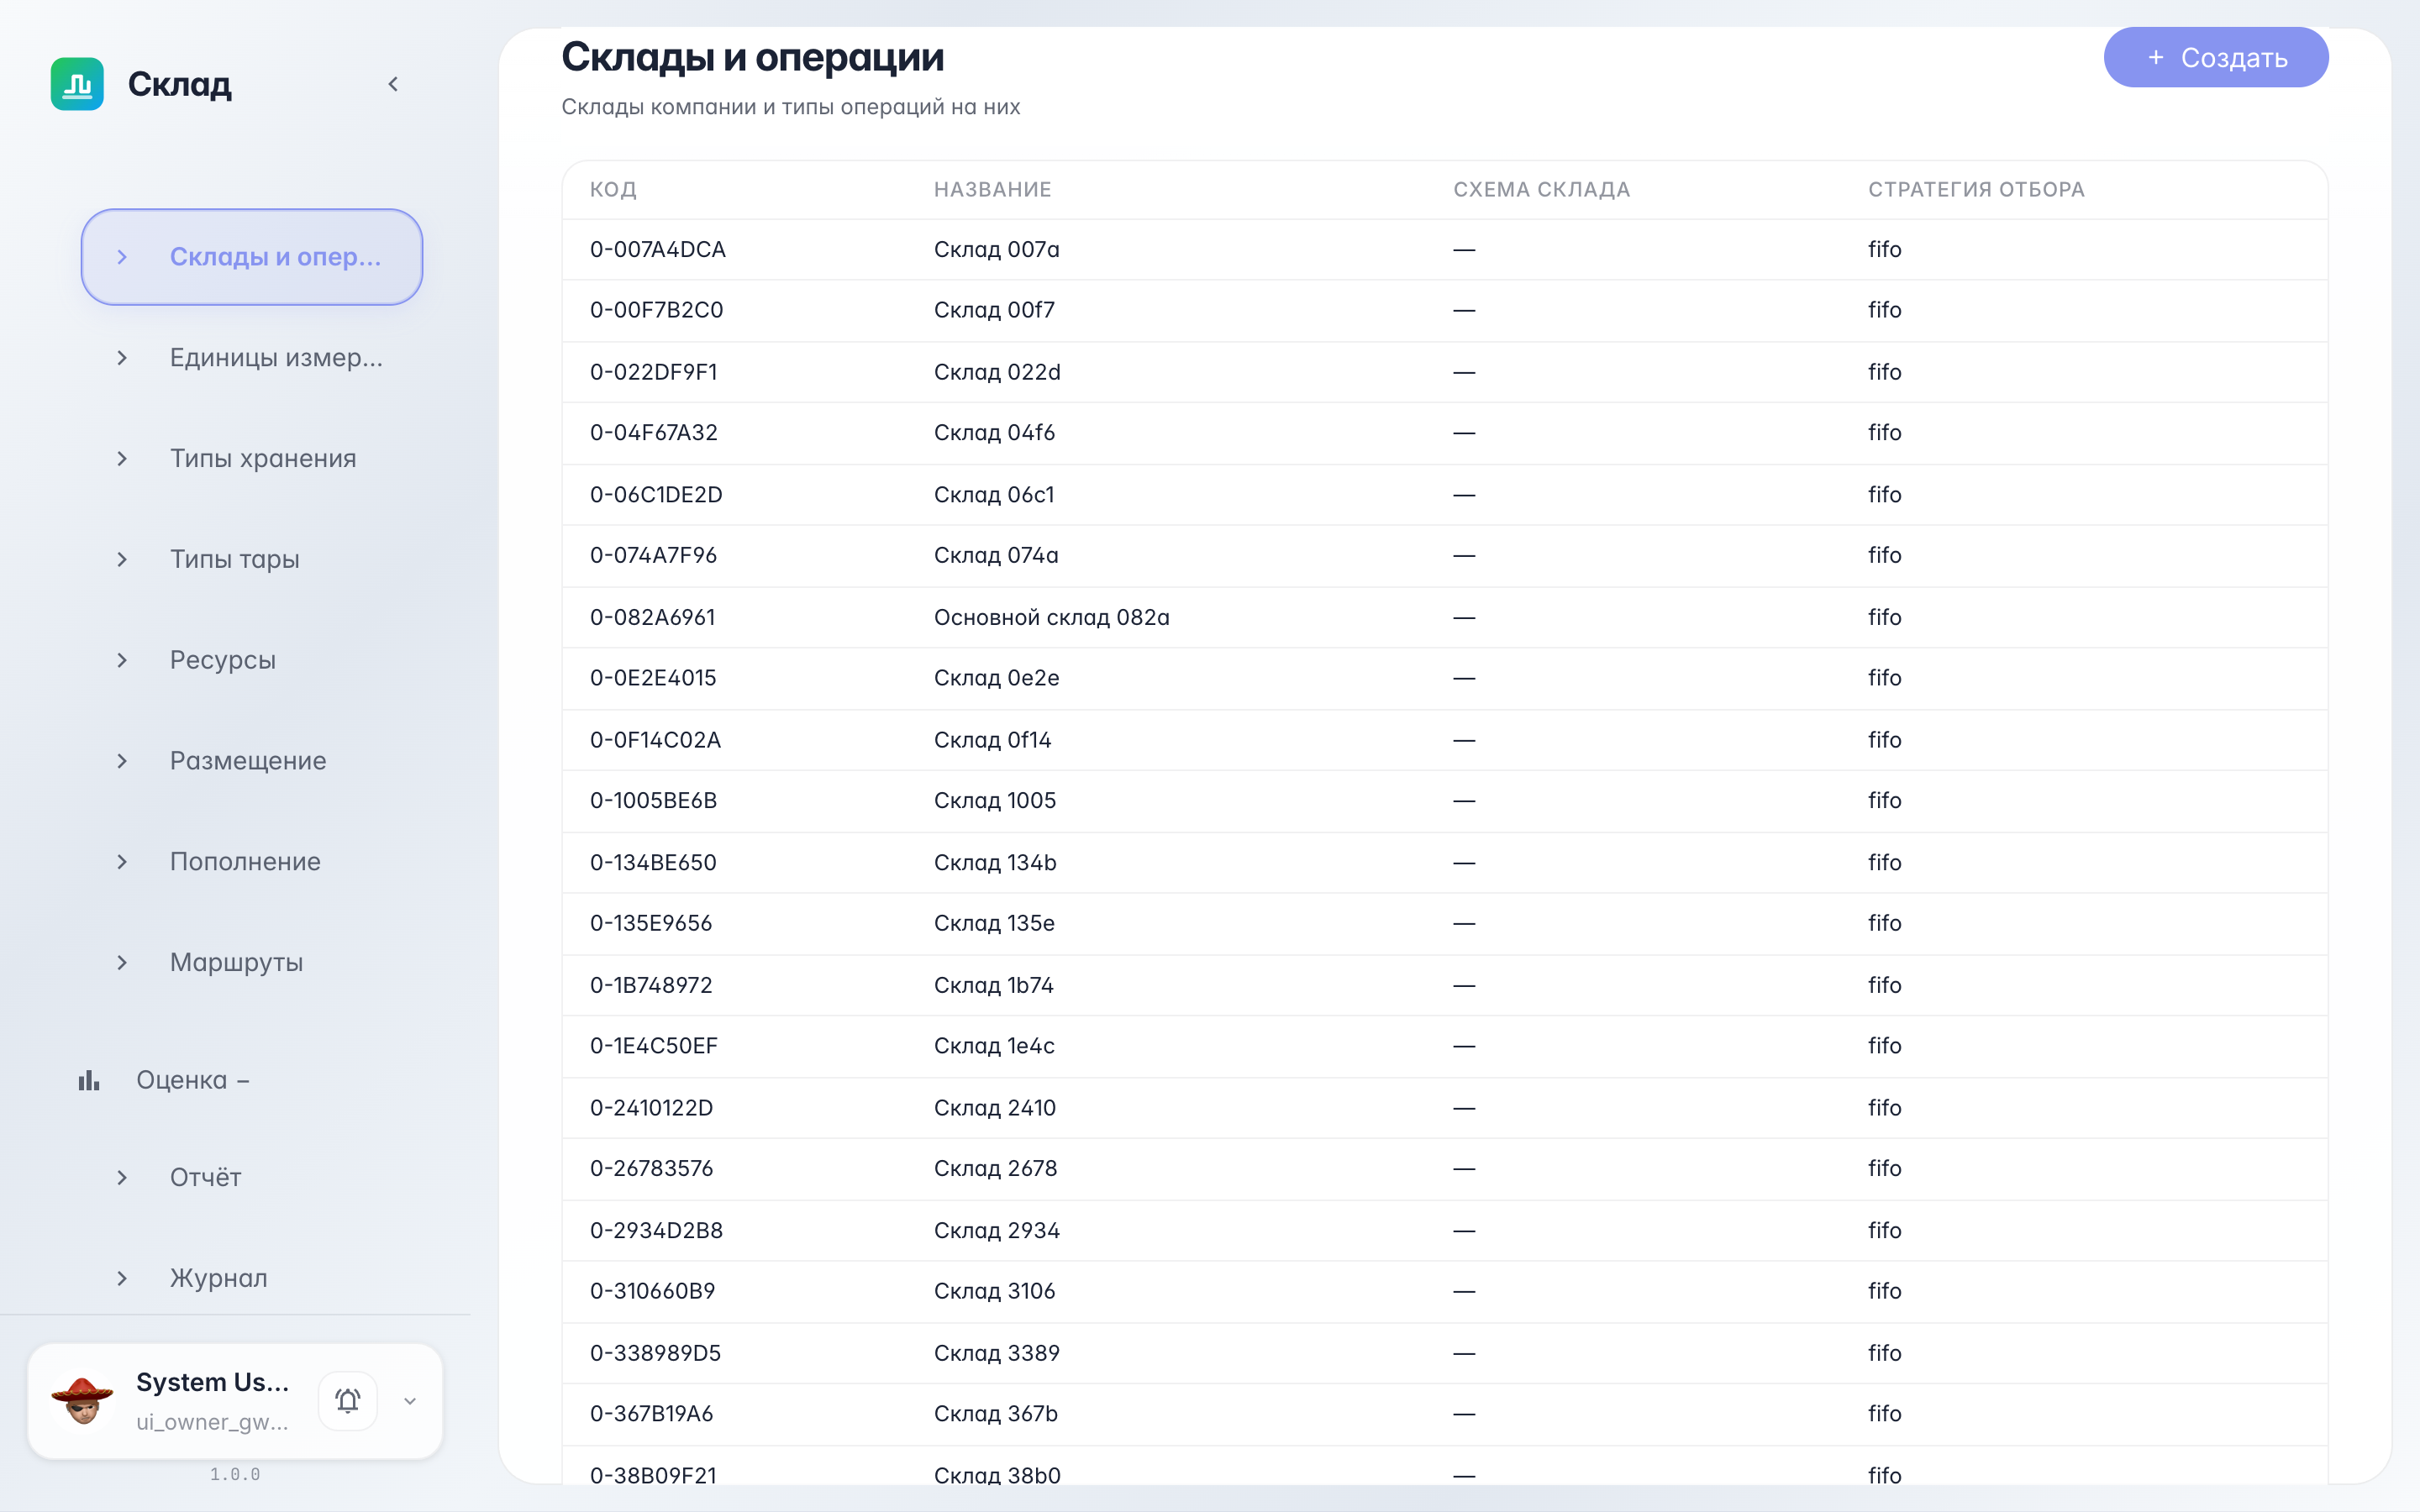 Склад
Склады и опер...
Единицы измер...
Типы хранения
Типы тары
Ресурсы
Размещение
Пополнение
Маршруты
Оценка –
Отчёт
Журнал
System Us...
ui_owner_gw...
1.0.0
Склады и операции
+ Создать
Склады компании и типы операций на них
КОД НАЗВАНИЕ СХЕМА СКЛАДА СТРАТЕГИЯ ОТБОРА
0-007A4DCA Склад 007a — fifo
0-00F7B2C0 Склад 00f7 — fifo
0-022DF9F1 Склад 022d — fifo
0-04F67A32 Склад 04f6 — fifo
0-06C1DE2D Склад 06c1 — fifo
0-074A7F96 Склад 074a — fifo
0-082A6961 Основной склад 082a — fifo
0-0E2E4015 Склад 0e2e — fifo
0-0F14C02A Склад 0f14 — fifo
0-1005BE6B Склад 1005 — fifo
0-134BE650 Склад 134b — fifo
0-135E9656 Склад 135e — fifo
0-1B748972 Склад 1b74 — fifo
0-1E4C50EF Склад 1e4c — fifo
0-2410122D Склад 2410 — fifo
0-26783576 Склад 2678 — fifo
0-2934D2B8 Склад 2934 — fifo
0-310660B9 Склад 3106 — fifo
0-338989D5 Склад 3389 — fifo
0-367B19A6 Склад 367b — fifo
0-38B09F21 Склад 38b0 — fifo